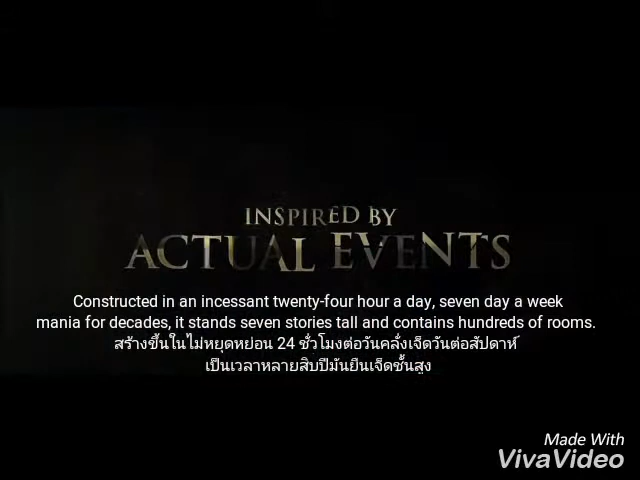 INSPIRED BY
ACTUAL EVENTS
Constructed in an incessant twenty-four hour a day, seven day a week
mania for decades, it stands seven stories tall and contains hundreds of rooms.
สร้างขึ้นในไม่หยุดหย่อน 24 ชั่วโมงต่อวันคลั่งเจ็ดวันต่อสัปดาห์
เป็นเวลาหลายสิบปีมันยืนเจ็ดชั้นสูง
Made With
VivaVideo